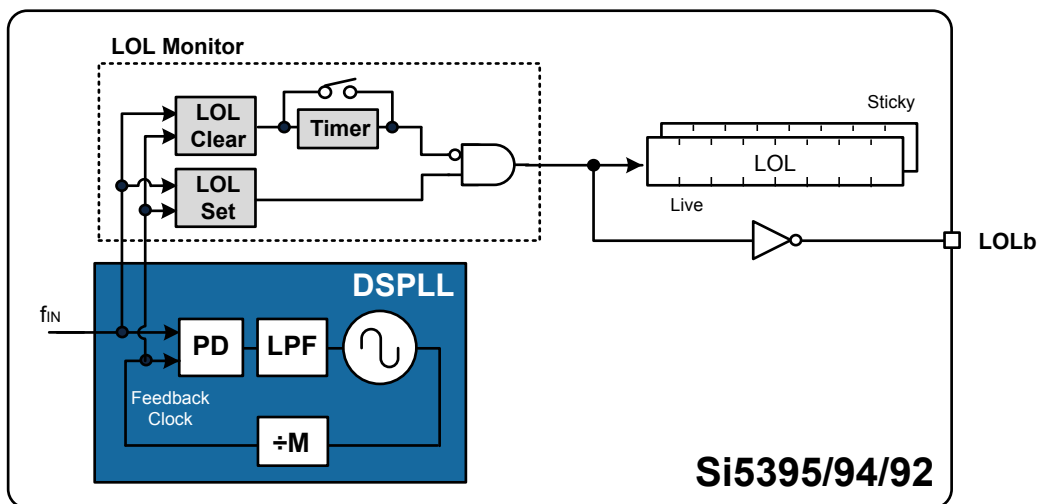 LOL Monitor
LOL
Clear
Timer
LOL
Set
Sticky
LOL
Live
LOLb
DSPLL
fIN
PD
LPF
Feedback
Clock
÷M
Si5395/94/92